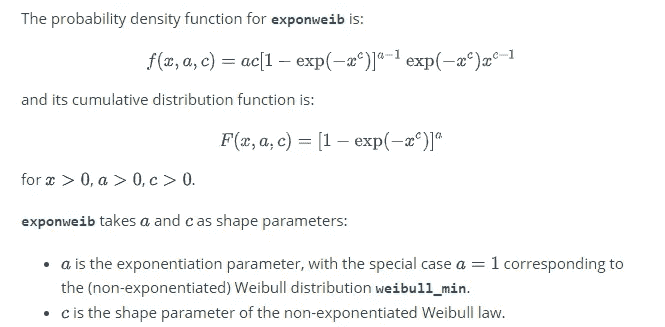 The probability density function for exponweib is:
f(x, a, c) = ac[1 − exp(−x^c)]^{a−1} exp(−x^c)x^{c−1}
and its cumulative distribution function is:
F(x, a, c) = [1 − exp(−x^c)]^a
for x > 0, a > 0, c > 0.
exponweib takes a and c as shape parameters:
• a is the exponentiation parameter, with the special case a = 1 corresponding to
the (non-exponentiated) Weibull distribution weibull_min.
• c is the shape parameter of the non-exponentiated Weibull law.